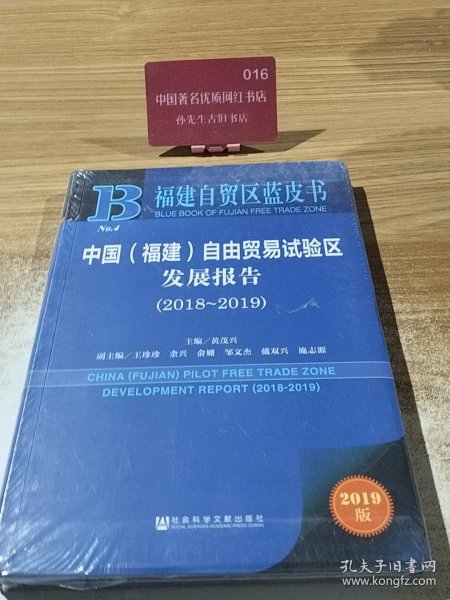 016
中国著名优质网红书店
孙先生古旧书店
B
福建自贸区蓝皮书
BLUE BOOK OF FUJIAN FREE TRADE ZONE
No.4
中国（福建）自由贸易试验区
发展报告
(2018~2019)
主编／黄茂兴
副主编／王珍珍 余兴 俞姗 邹文杰 戴双兴 施志源
CHINA (FUJIAN) PILOT FREE TRADE ZONE
DEVELOPMENT REPORT (2018-2019)
2019
版
社会科学文献出版社
SOCIAL SCIENCES ACADEMIC PRESS (CHINA)
孔夫子旧书网
www.kongfz.com